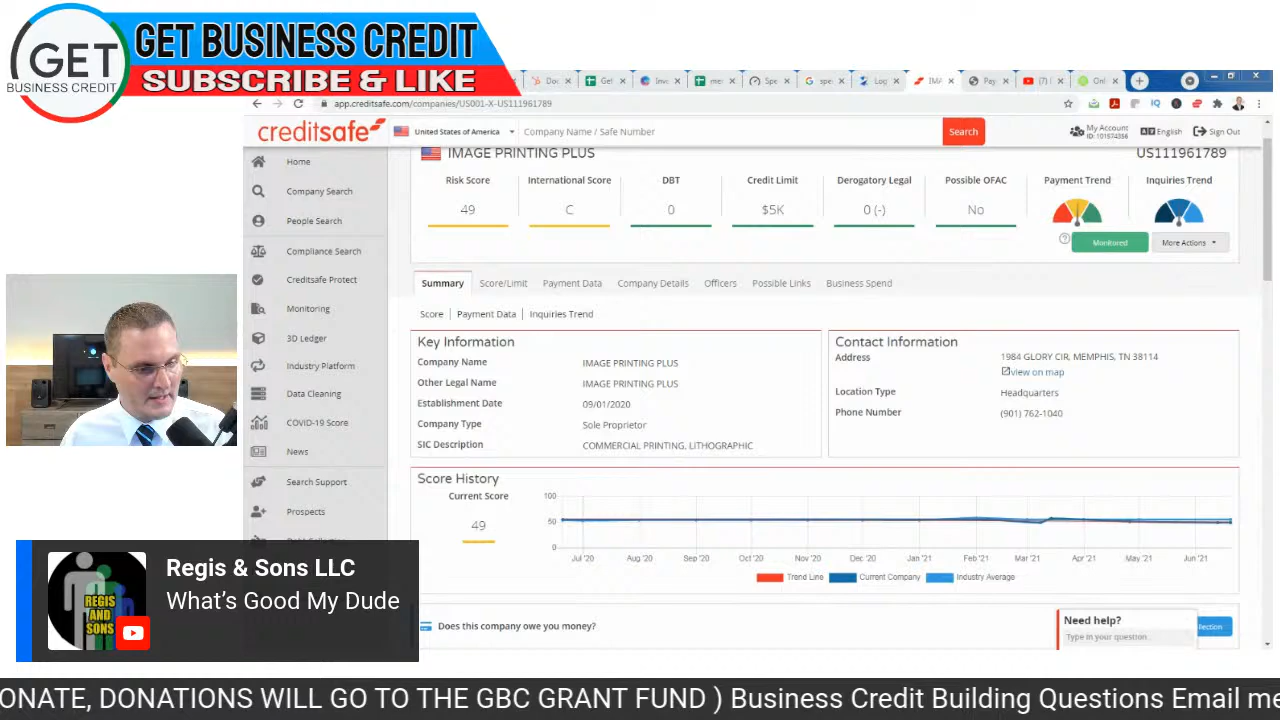 GET
BUSINESS CREDIT
GET BUSINESS CREDIT
SUBSCRIBE & LIKE
app.creditsafe.com/companies/US001-X-US111961789
creditsafe
United States of America
Company Name / Safe Number
Search
My Account
ID: 101574356
English
Sign Out
Home
Company Search
People Search
Compliance Search
Creditsafe Protect
Monitoring
3D Ledger
Industry Platform
Data Cleaning
COVID-19 Score
News
Search Support
Prospects
IMAGE PRINTING PLUS
US111961789
Risk Score
International Score
DBT
Credit Limit
Derogatory Legal
Possible OFAC
Payment Trend
Inquiries Trend
49
C
0
$5K
0 (-)
No
Monitored
More Actions
Summary
Score/Limit
Payment Data
Company Details
Officers
Possible Links
Business Spend
Score
Payment Data
Inquiries Trend
Key Information
Company Name IMAGE PRINTING PLUS
Other Legal Name IMAGE PRINTING PLUS
Establishment Date 09/01/2020
Company Type Sole Proprietor
SIC Description COMMERCIAL PRINTING, LITHOGRAPHIC
Contact Information
Address 1984 GLORY CIR, MEMPHIS, TN 38114
view on map
Location Type Headquarters
Phone Number (901) 762-1040
Score History
Current Score
49
100
50
0
Jul '20 Aug '20 Sep '20 Oct '20 Nov '20 Dec '20 Jan '21 Feb '21 Mar '21 Apr '21 May '21 Jun '21
Trend Line Current Company Industry Average
Does this company owe you money?
Need help?
Type in your question...
REGIS
AND
SONS
Regis & Sons LLC
What's Good My Dude
ONATE, DONATIONS WILL GO TO THE GBC GRANT FUND ) Business Credit Building Questions Email me